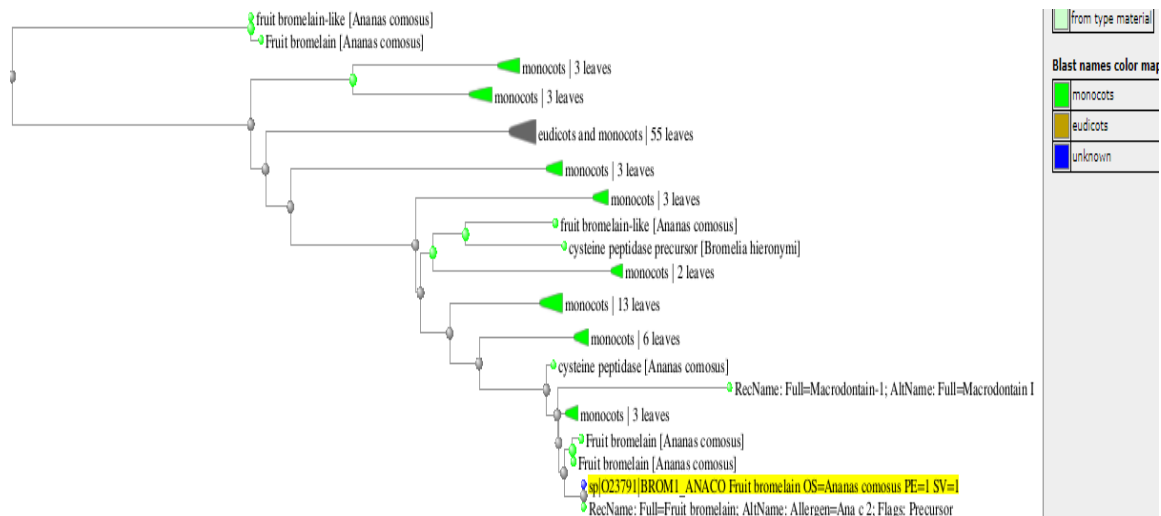 fruit bromelain-like [Ananas comosus]
Fruit bromelain [Ananas comosus]
monocots | 3 leaves
monocots | 3 leaves
eudicots and monocots | 55 leaves
monocots | 3 leaves
monocots | 3 leaves
fruit bromelain-like [Ananas comosus]
cysteine peptidase precursor [Bromelia hieronymi]
monocots | 2 leaves
monocots | 13 leaves
monocots | 6 leaves
cysteine peptidase [Ananas comosus]
RecName: Full=Macrodontain-1; AltName: Full=Macrodontain I
monocots | 3 leaves
Fruit bromelain [Ananas comosus]
Fruit bromelain [Ananas comosus]
sp|O23791|BROM1_ANACO Fruit bromelain OS=Ananas comosus PE=1 SV=1
RecName: Full=Fruit bromelain; AltName: Allergen=Ana c 2; Flags: Precursor
from type material
Blast names color map
monocots
eudicots
unknown